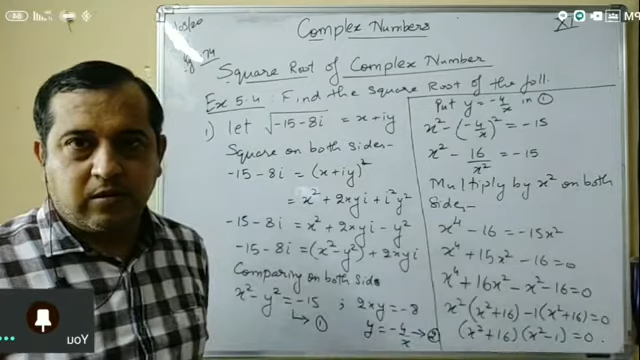 XI
Complex Numbers
Square Root of Complex Number
Ex 5.4 : Find the Square Root of the foll.
1) let √(-15-8i) = x+iy
Square on both sides-
-15-8i = (x+iy)²
= x²+2xyi+i²y²
-15-8i = x²+2xyi-y²
-15-8i = (x²-y²)+2xyi
Comparing on both side
x²-y² = -15 ; 2xy = -8
↳ ① y = -4/x → ②
Put y = -4/x in ①
x² - (-4/x)² = -15
x² - 16/x² = -15
Multiply by x² on both
sides-
x⁴-16 = -15x²
x⁴+15x²-16=0
x⁴+16x²-x²-16=0
x²(x²+16)-1(x²+16)=0
(x²+16)(x²-1)=0
You